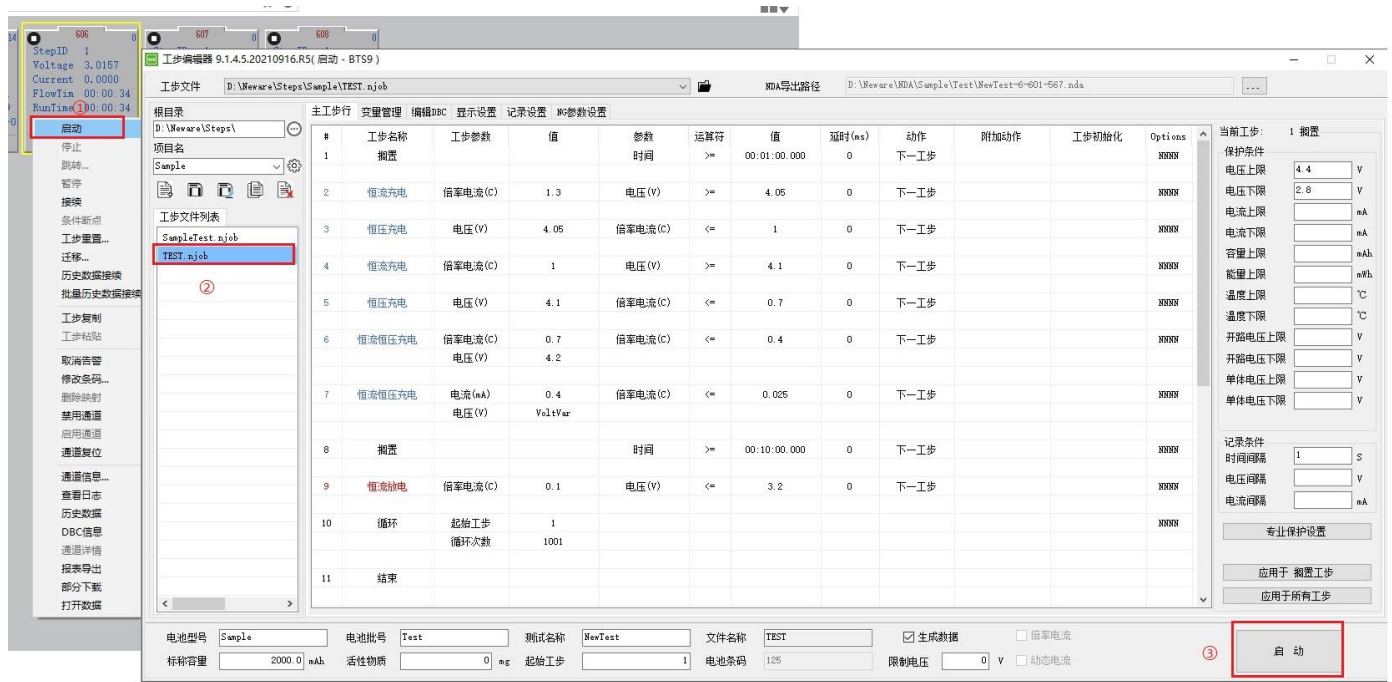 606 0
607 0
608 0
14
StepID 1
Voltage 3.0157
Current 0.0000
FlowTim 00:00:34
RunTime 00:00:34
①
启动
停止
跳转...
暂停
接续
条件断点
工步重置...
迁移...
历史数据接续
批量历史数据接续
工步复制
工步粘贴
取消告警
修改条码...
删除映射
禁用通道
启用通道
通道复位
通道信息...
查看日志
历史数据
DBC信息
通道详情
报表导出
部分下载
打开数据
工步编辑器 9.1.4.5.20210916.R5( 启动 - BTS9 )
工步文件 D:\Neware\Steps\Sample\TEST.njob NDA导出路径 D:\Neware\NDA\Sample\Test\NewTest-6-601-567.nda ...
根目录
D:\Neware\Steps\
项目名
Sample
工步文件列表
SampleTest.njob
TEST.njob
②
主工步行 变量管理 编辑DBC 显示设置 记录设置 NG参数设置
# 工步名称 工步参数 值 参数 运算符 值 延时(ms) 动作 附加动作 工步初始化 Options
1 搁置 时间 >= 00:01:00.000 0 下一工步 NNNN
2 恒流充电 倍率电流(C) 1.3 电压(V) >= 4.05 0 下一工步 NNNN
3 恒压充电 电压(V) 4.05 倍率电流(C) <= 1 0 下一工步 NNNN
4 恒流充电 倍率电流(C) 1 电压(V) >= 4.1 0 下一工步 NNNN
5 恒压充电 电压(V) 4.1 倍率电流(C) <= 0.7 0 下一工步 NNNN
6 恒流恒压充电 倍率电流(C) 0.7 倍率电流(C) <= 0.4 0 下一工步 NNNN
电压(V) 4.2
7 恒流恒压充电 电流(mA) 0.4 倍率电流(C) <= 0.025 0 下一工步 NNNN
电压(V) VoltVar
8 搁置 时间 >= 00:10:00.000 0 下一工步 NNNN
9 恒流放电 倍率电流(C) 0.1 电压(V) <= 3.2 0 下一工步 NNNN
10 循环 起始工步 1 NNNN
循环次数 1001
11 结束
当前工步: 1 搁置
保护条件
电压上限 4.4 V
电压下限 2.8 V
电流上限 mA
电流下限 mA
容量上限 mAh
能量上限 mWh
温度上限 ℃
温度下限 ℃
开路电压上限 V
开路电压下限 V
单体电压上限 V
单体电压下限 V
记录条件
时间间隔 1 S
电压间隔 V
电流间隔 mA
专业保护设置
应用于 搁置工步
应用于所有工步
电池型号 Sample 电池批号 Test 测试名称 NewTest 文件名称 TEST 生成数据 倍率电流
标称容量 2000.0 mAh 活性物质 0 mg 起始工步 1 电池条码 125 限制电压 0 V 动态电流
③
启 动